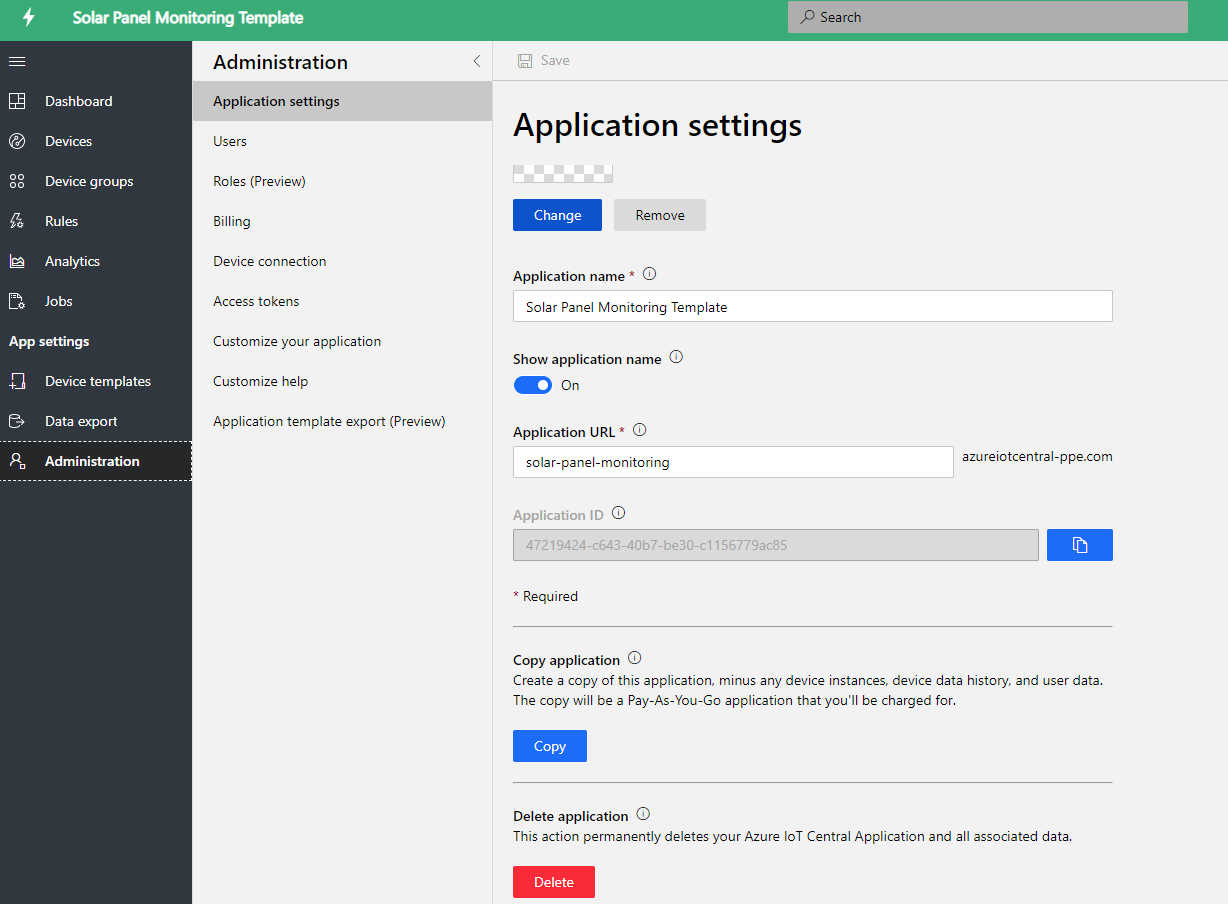 Solar Panel Monitoring Template
Search
Dashboard
Devices
Device groups
Rules
Analytics
Jobs
App settings
Device templates
Data export
Administration
Administration
Application settings
Users
Roles (Preview)
Billing
Device connection
Access tokens
Customize your application
Customize help
Application template export (Preview)
Save
Application settings
Change Remove
Application name *
Solar Panel Monitoring Template
Show application name
On
Application URL *
solar-panel-monitoring azureiotcentral-ppe.com
Application ID
47219424-c643-40b7-be30-c1156779ac85
* Required
Copy application
Create a copy of this application, minus any device instances, device data history, and user data.
The copy will be a Pay-As-You-Go application that you'll be charged for.
Copy
Delete application
This action permanently deletes your Azure IoT Central Application and all associated data.
Delete